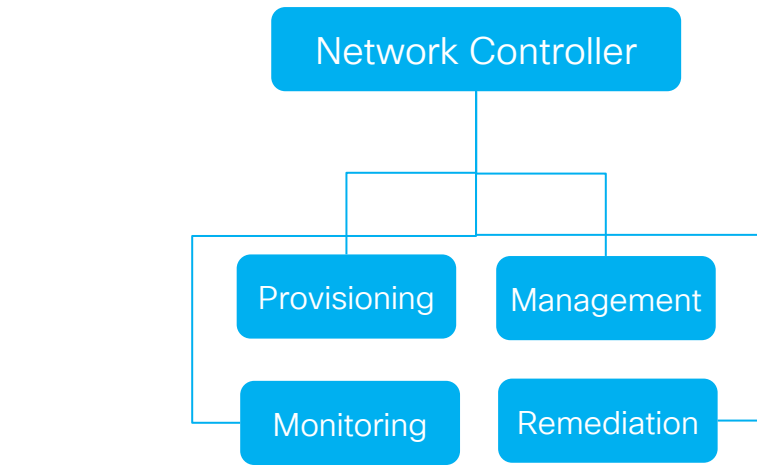 Network Controller
Provisioning
Management
Monitoring
Remediation